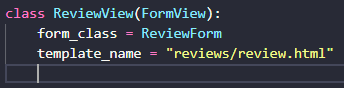 class ReviewView(FormView):
    form_class = ReviewForm
    template_name = "reviews/review.html"